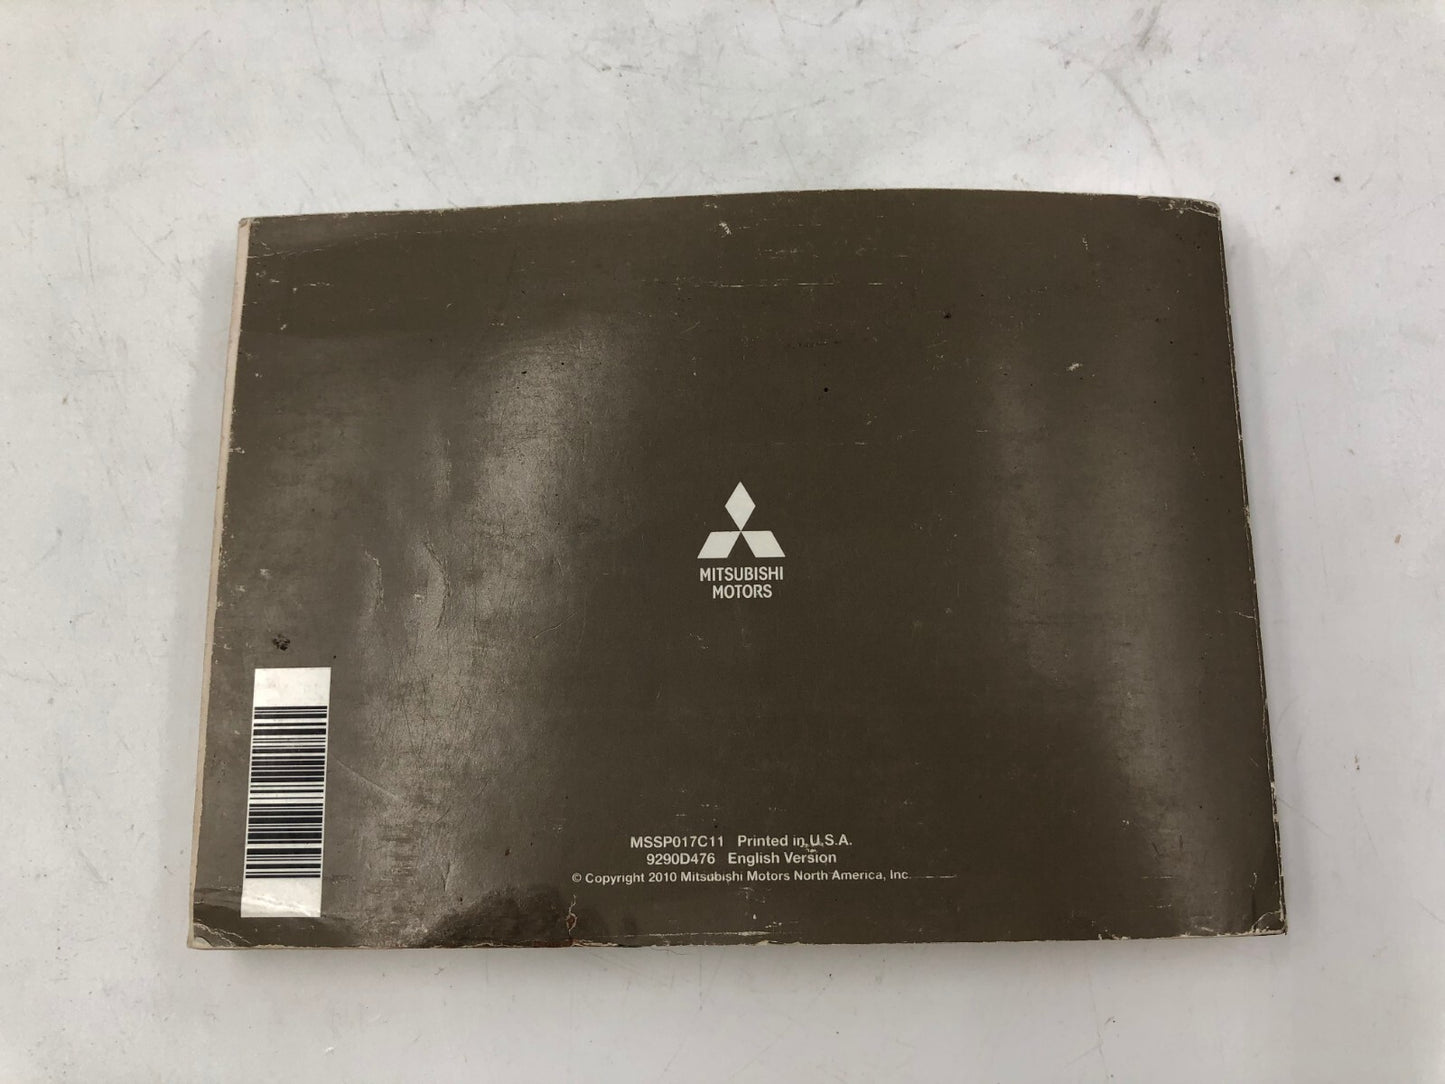 MITSUBISHI
MOTORS
MSSP017C11 Printed in U.S.A.
9290D476 English Version
© Copyright 2010 Mitsubishi Motors North America, Inc.